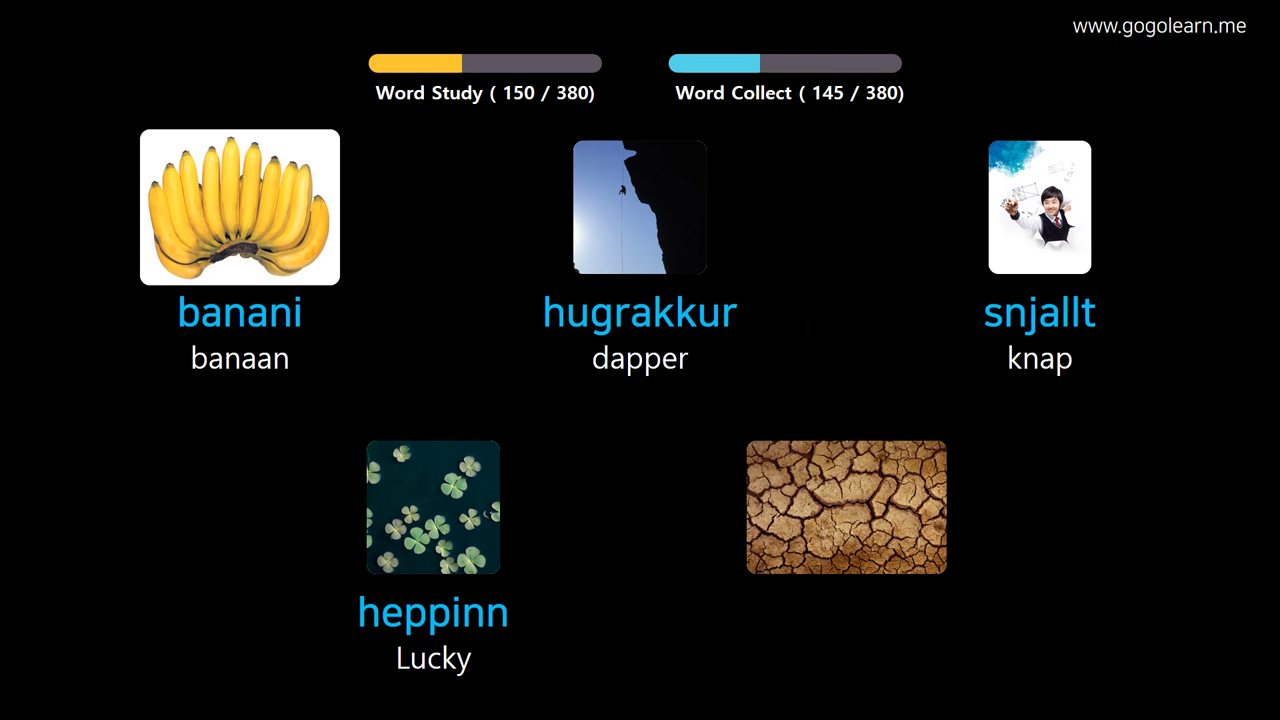 www.gogolearn.me
Word Study ( 150 / 380)
Word Collect ( 145 / 380)
banani
banaan
hugrakkur
dapper
snjallt
knap
heppinn
Lucky